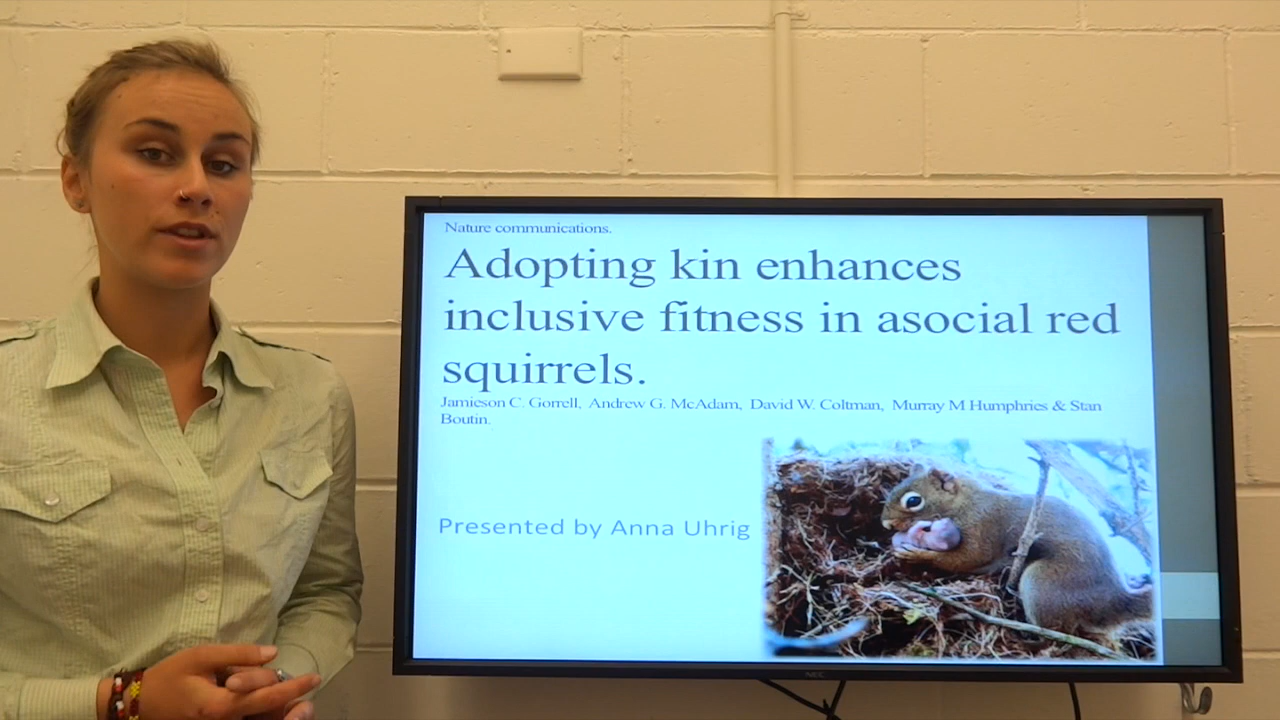 Nature communications.
Adopting kin enhances
inclusive fitness in asocial red
squirrels.
Jamieson C. Gorrell, Andrew G. McAdam, David W. Coltman, Murray M Humphries & Stan
Boutin.
Presented by Anna Uhrig
NEC